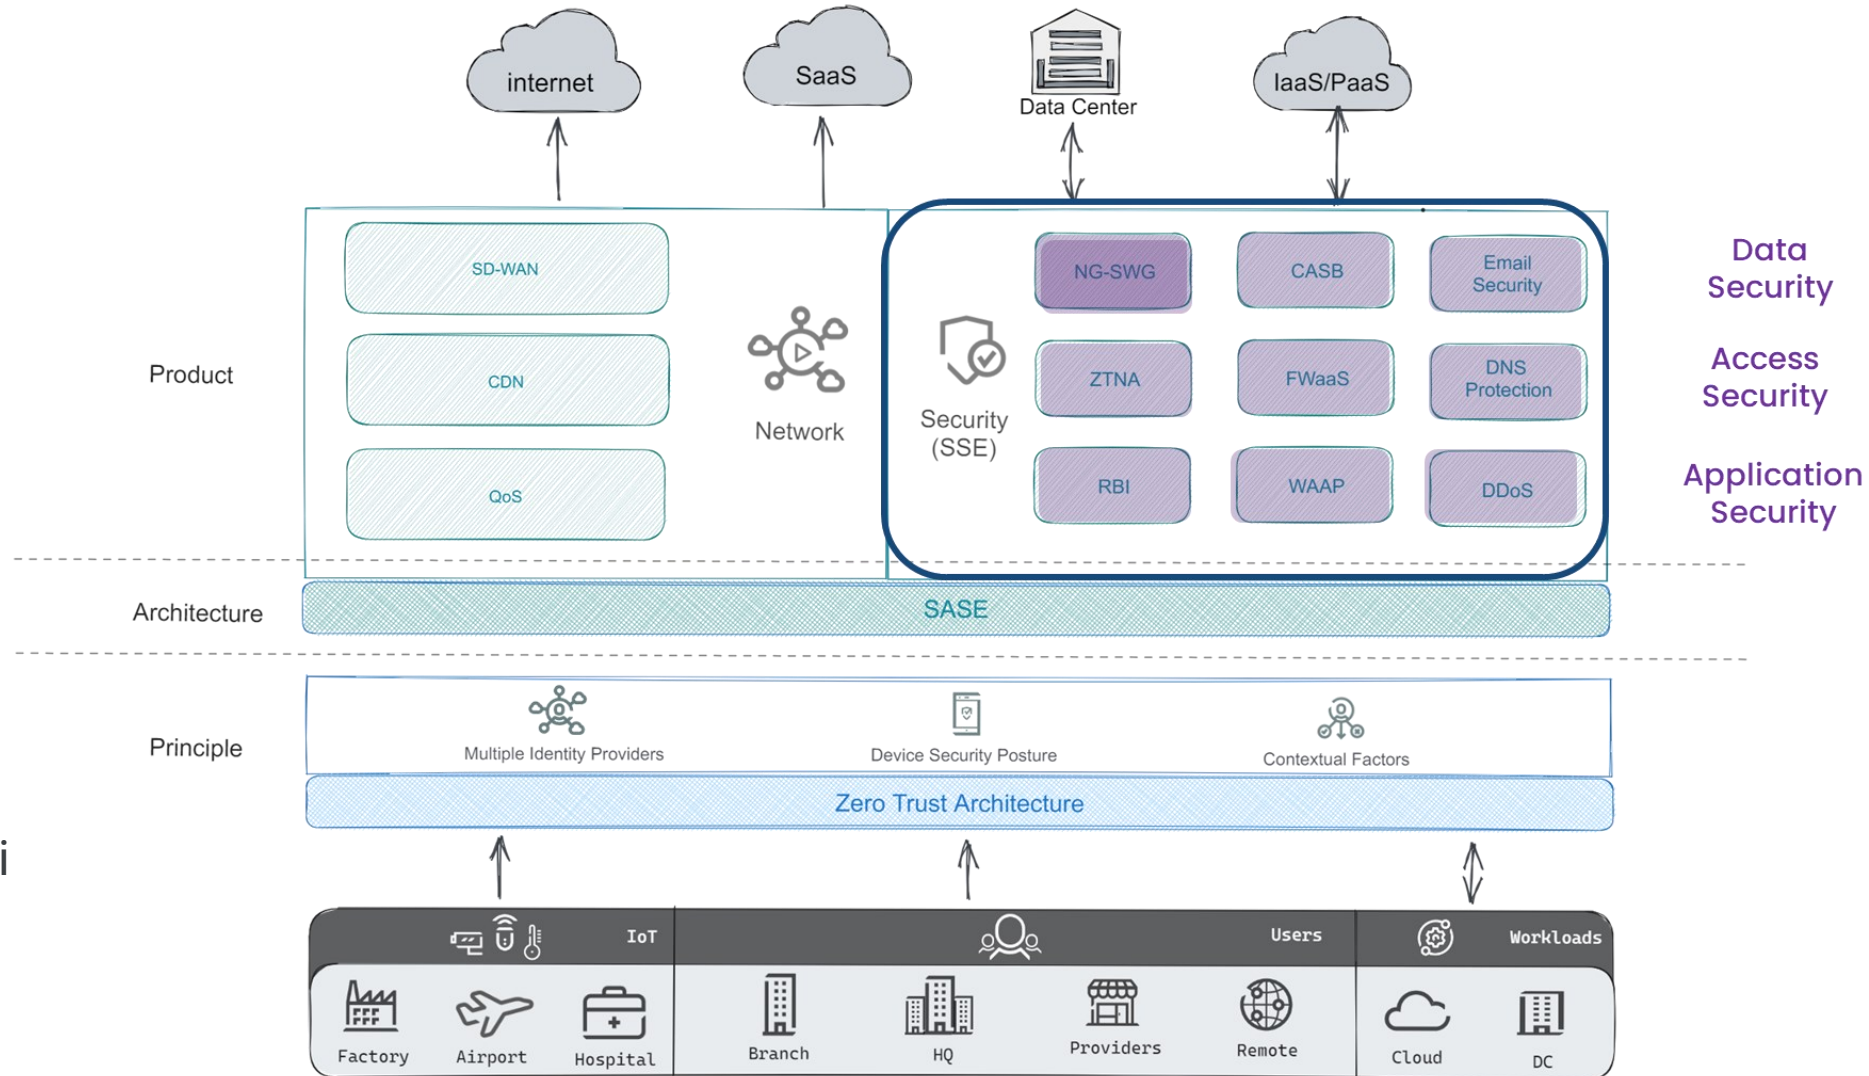 internet
SaaS
Data Center
IaaS/PaaS
SD-WAN
NG-SWG
CASB
Email
Security
Data
Security
Product
CDN
Network
Security
(SSE)
ZTNA
FWaaS
DNS
Protection
Access
Security
QoS
RBI
WAAP
DDoS
Application
Security
Architecture
SASE
Principle
Multiple Identity Providers
Device Security Posture
Contextual Factors
Zero Trust Architecture
i
IoT
Users
Workloads
Factory
Airport
Hospital
Branch
HQ
Providers
Remote
Cloud
DC